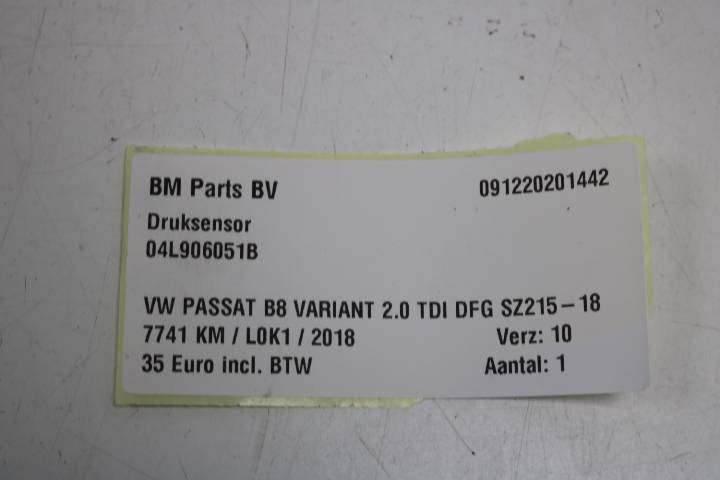 BM Parts BV 091220201442
Druksensor
04L906051B
VW PASSAT B8 VARIANT 2.0 TDI DFG SZ215-18
7741 KM / L0K1 / 2018 Verz: 10
35 Euro incl. BTW Aantal: 1